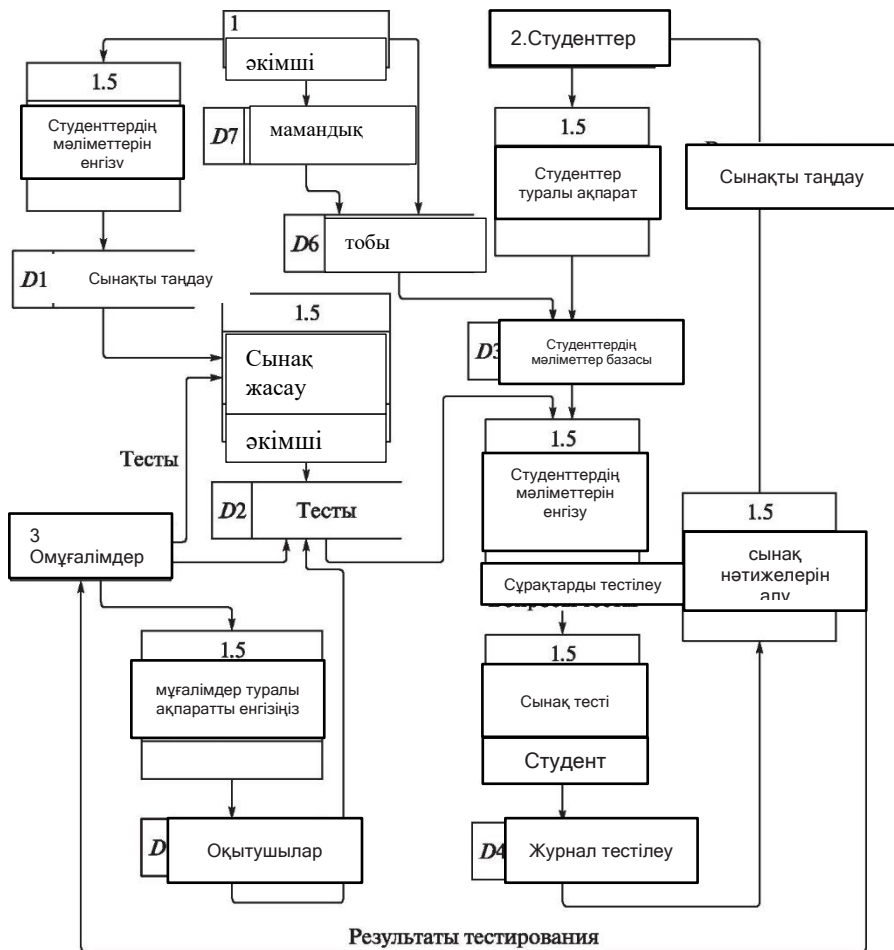 1
әкімші
2.Студенттер
1.5
Студенттердің
мәліметтерін
енгізу
D7
мамандық
1.5
Студенттер
туралы ақпарат
Сынақты таңдау
D6
тобы
D1
Сынақты таңдау
1.5
Сынақ
жасау
әкімші
D3
Студенттердің
мәліметтер базасы
Тесты
1.5
Студенттердің
мәліметтерін
енгізу
D2
Тесты
3
Омұғалімдер
1.5
сынақ
нәтижелерін
алу
Сұрақтарды тестілеу
1.5
мұғалімдер туралы
ақпаратты енгізіңіз
1.5
Сынақ тесті
Студент
D
Оқытушылар
D4
Журнал тестілеу
Результаты тестирования